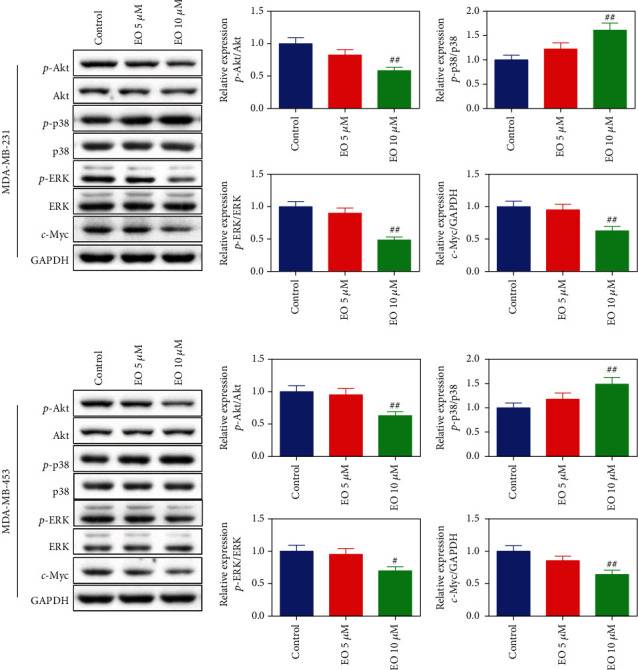 Control
EO 5 µM
EO 10 µM
MDA-MB-231
p-Akt
Akt
p-p38
p38
p-ERK
ERK
c-Myc
GAPDH
Relative expression
p-Akt/Akt
1.5
1.0
0.5
0.0
##
Control
EO 5 µM
EO 10 µM
Relative expression
p-p38/p38
2.0
1.5
1.0
0.5
0.0
##
Control
EO 5 µM
EO 10 µM
Relative expression
p-ERK/ERK
1.5
1.0
0.5
0.0
##
Control
EO 5 µM
EO 10 µM
Relative expression
c-Myc/GAPDH
1.5
1.0
0.5
0.0
##
Control
EO 5 µM
EO 10 µM
Control
EO 5 µM
EO 10 µM
MDA-MB-453
p-Akt
Akt
p-p38
p38
p-ERK
ERK
c-Myc
GAPDH
Relative expression
p-Akt/Akt
1.5
1.0
0.5
0.0
##
Control
EO 5 µM
EO 10 µM
Relative expression
p-p38/p38
2.0
1.5
1.0
0.5
0.0
##
Control
EO 5 µM
EO 10 µM
Relative expression
p-ERK/ERK
1.5
1.0
0.5
0.0
#
Control
EO 5 µM
EO 10 µM
Relative expression
c-Myc/GAPDH
1.5
1.0
0.5
0.0
##
Control
EO 5 µM
EO 10 µM